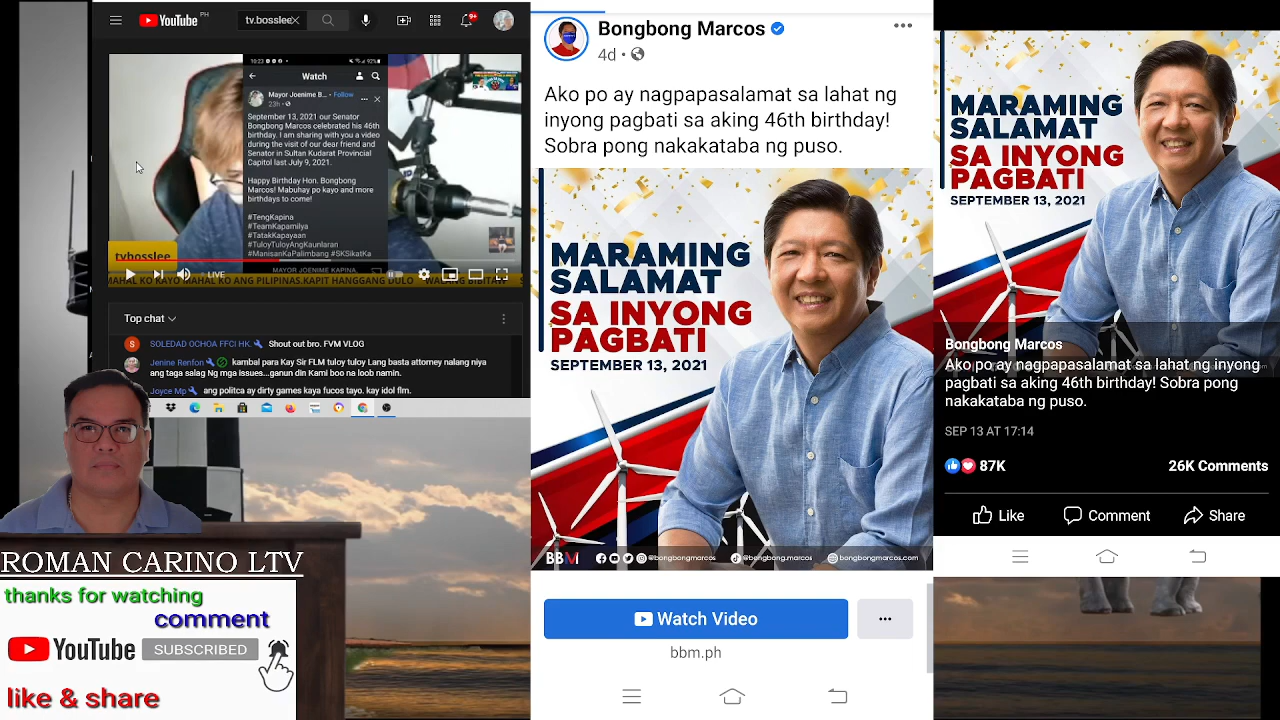 YouTube PH
tv.bosslee
9+
10:23
92%
Watch
Mayor Joenime B... • Follow
23h •
September 13, 2021 our Senator
Bongbong Marcos celebrated his 46th
birthday. I am sharing with you a video
during the visit of our dear friend and
Senator in Sultan Kudarat Provincial
Capitol last July 9, 2021.
Happy Birthday Hon. Bongbong
Marcos! Mabuhay po kayo and more
birthdays to come!
#TengKapina
#TeamKapamilya
#TatakKapayaan
#TuloyTuloyAngKaunlaran
#ManisanKaPalimbang #SKSikatKa
MAYOR JOENIME KAPINA,
tvbosslee
LIVE
MAHAL KO KAYO MAHAL KO ANG PILIPINAS.KAPIT HANGGANG DULO
Top chat
S SOLEDAD OCHOA FFCI HK. Shout out bro. FVM VLOG
Jenine Renfon kambal para Kay Sir FLM tuloy tuloy Lang basta attorney nalang niya
ang taga salag Ng mga issues...ganun din Kami boo na loob namin.
Joyce Mp ang politca ay dirty games kaya fucos tayo. kay idol flm.
ROMAN CABINO LTV
thanks for watching
comment
YouTube SUBSCRIBED
like & share
Bongbong Marcos
4d •
Ako po ay nagpapasalamat sa lahat ng
inyong pagbati sa aking 46th birthday!
Sobra pong nakakataba ng puso.
MARAMING
SALAMAT
SA INYONG
PAGBATI
SEPTEMBER 13, 2021
BBM @bongbongmarcos @bongbong.marcos bongbongmarcos.com
Watch Video
bbm.ph
MARAMING
SALAMAT
SA INYONG
PAGBATI
SEPTEMBER 13, 2021
Bongbong Marcos
Ako po ay nagpapasalamat sa lahat ng inyong
pagbati sa aking 46th birthday! Sobra pong
nakakataba ng puso.
SEP 13 AT 17:14
87K 26K Comments
Like Comment Share